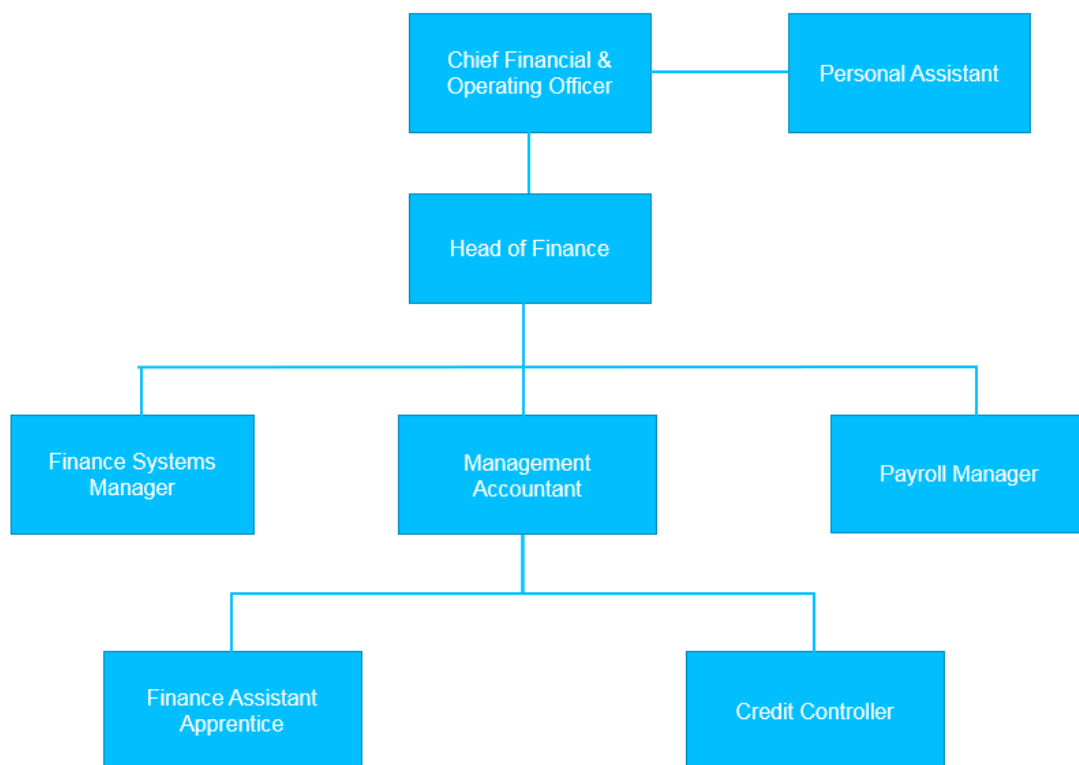 Chief Financial &
Operating Officer
Personal Assistant
Head of Finance
Finance Systems
Manager
Management
Accountant
Payroll Manager
Finance Assistant
Apprentice
Credit Controller